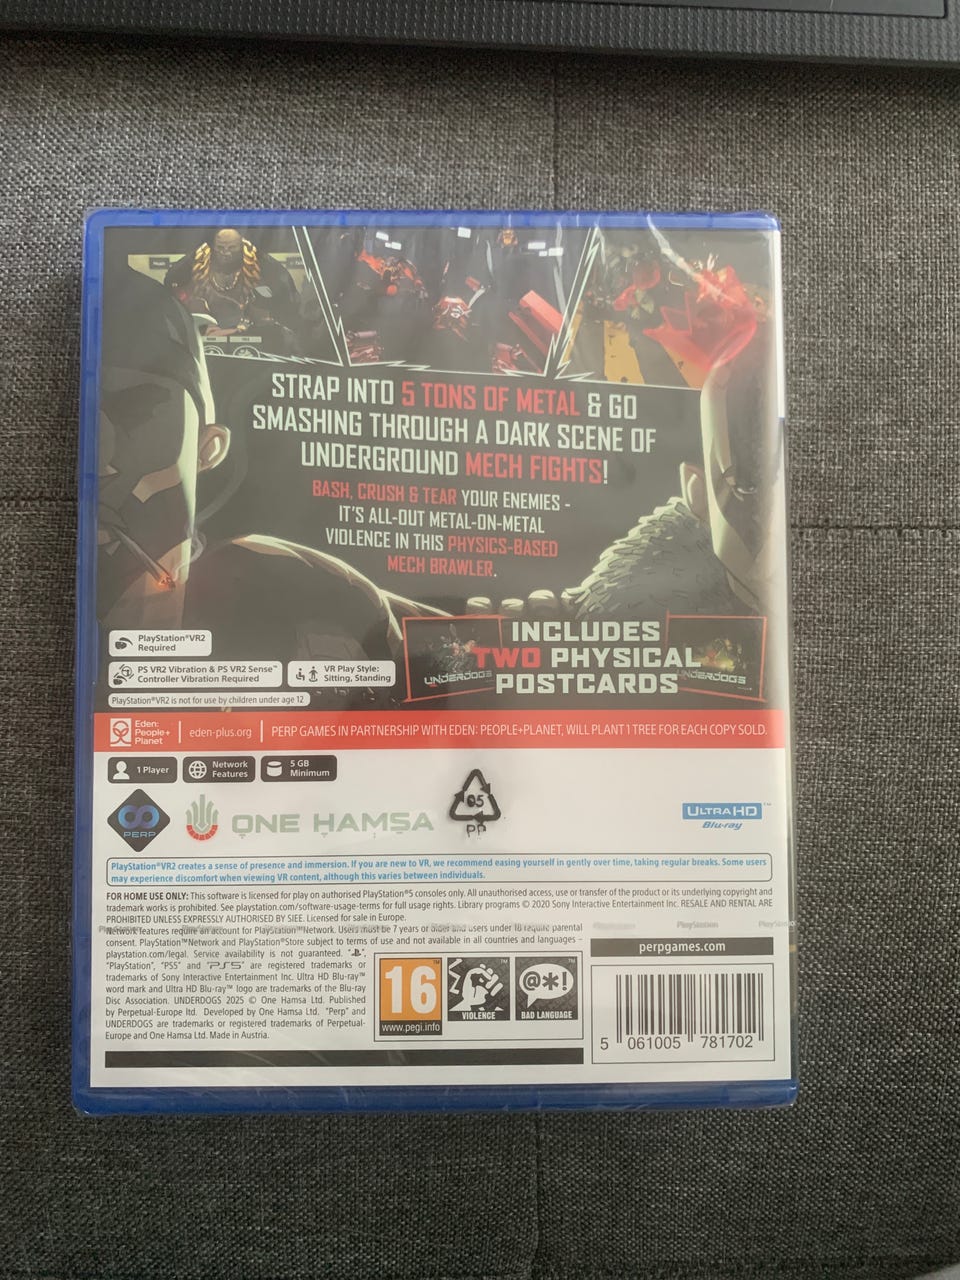 STRAP INTO 5 TONS OF METAL & GO
SMASHING THROUGH A DARK SCENE OF
UNDERGROUND MECH FIGHTS!
BASH, CRUSH & TEAR YOUR ENEMIES -
IT'S ALL-OUT METAL-ON-METAL
VIOLENCE IN THIS PHYSICS-BASED
MECH BRAWLER.
PlayStation®VR2
Required
PS VR2 Vibration & PS VR2 Sense™
Controller Vibration Required
VR Play Style:
Sitting, Standing
PlayStation®VR2 is not for use by children under age 12
INCLUDES
TWO PHYSICAL
POSTCARDS
UNDERDOGS
UNDERDOGS
Eden:
People+
Planet
eden-plus.org
PERP GAMES IN PARTNERSHIP WITH EDEN: PEOPLE+PLANET, WILL PLANT 1 TREE FOR EACH COPY SOLD.
1 Player
Network
Features
5 GB
Minimum
PERP
ONE HAMSA
05
PP
ULTRA HD™
Blu-ray
PlayStation®VR2 creates a sense of presence and immersion. If you are new to VR, we recommend easing yourself in gently over time, taking regular breaks. Some users
may experience discomfort when viewing VR content, although this varies between individuals.
FOR HOME USE ONLY: This software is licensed for play on authorised PlayStation®5 consoles only. All unauthorised access, use or transfer of the product or its underlying copyright and
trademark works is prohibited. See playstation.com/software-usage-terms for full usage rights. Library programs © 2020 Sony Interactive Entertainment Inc. RESALE AND RENTAL ARE
PROHIBITED UNLESS EXPRESSLY AUTHORISED BY SIEE. Licensed for sale in Europe.
Network features require an account for PlayStation™Network. Users must be 7 years or older and users under 18 require parental
consent. PlayStation™Network and PlayStation®Store subject to terms of use and not available in all countries and languages –
playstation.com/legal. Service availability is not guaranteed. "PS",
"PlayStation", "PS5" and "PS5" are registered trademarks or
trademarks of Sony Interactive Entertainment Inc. Ultra HD Blu-ray™
word mark and Ultra HD Blu-ray™ logo are trademarks of the Blu-ray
Disc Association. UNDERDOGS 2025 © One Hamsa Ltd. Published
by Perpetual-Europe ltd. Developed by One Hamsa Ltd. "Perp" and
UNDERDOGS are trademarks or registered trademarks of Perpetual-
Europe and One Hamsa Ltd. Made in Austria.
16™
www.pegi.info
VIOLENCE
@*!
BAD LANGUAGE
perpgames.com
5 061005 781702